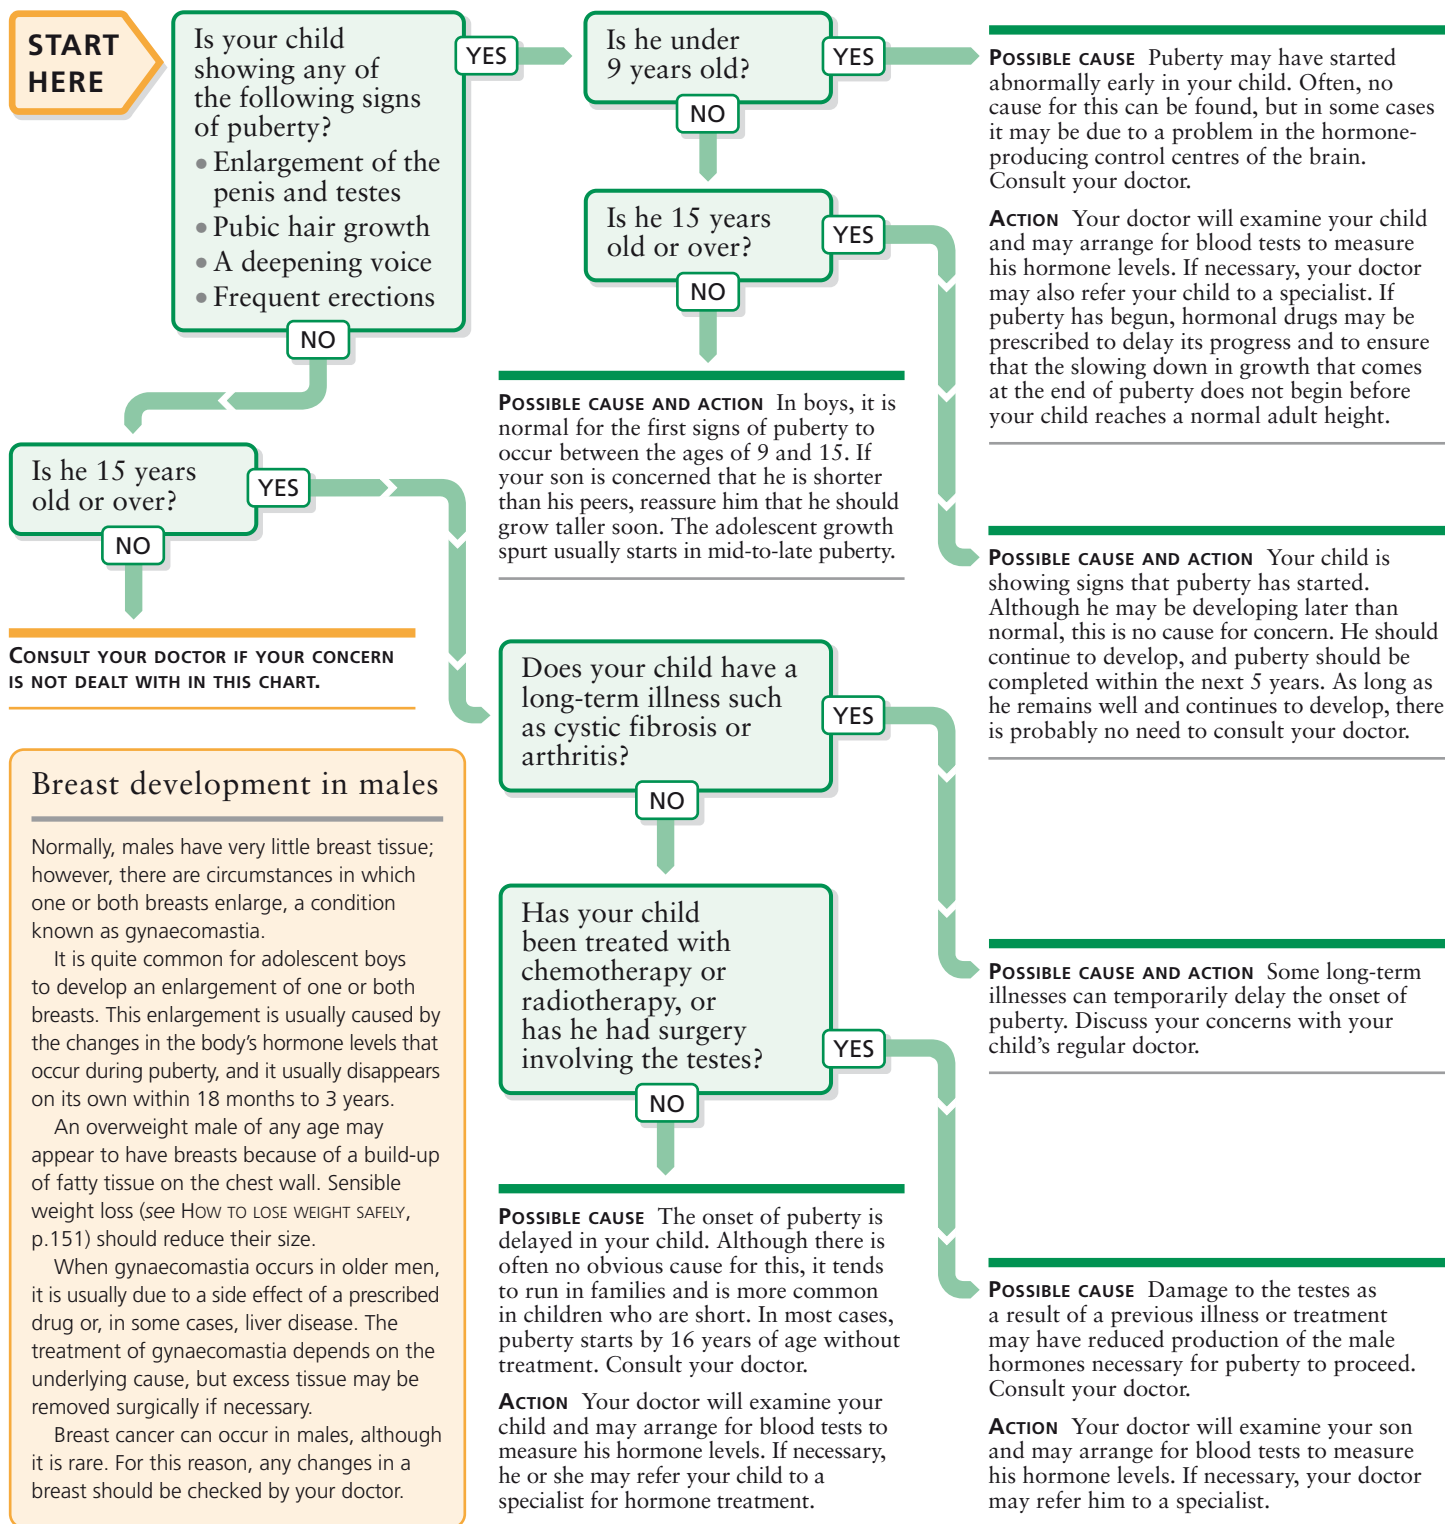 START
HERE
Is your child
showing any of
the following signs
of puberty?
• Enlargement of the
penis and testes
• Pubic hair growth
• A deepening voice
• Frequent erections
YES
NO
Is he under
9 years old?
YES
NO
Is he 15 years
old or over?
YES
NO
POSSIBLE CAUSE Puberty may have started
abnormally early in your child. Often, no
cause for this can be found, but in some cases
it may be due to a problem in the hormone-
producing control centres of the brain.
Consult your doctor.
ACTION Your doctor will examine your child
and may arrange for blood tests to measure
his hormone levels. If necessary, your doctor
may also refer your child to a specialist. If
puberty has begun, hormonal drugs may be
prescribed to delay its progress and to ensure
that the slowing down in growth that comes
at the end of puberty does not begin before
your child reaches a normal adult height.
POSSIBLE CAUSE AND ACTION In boys, it is
normal for the first signs of puberty to
occur between the ages of 9 and 15. If
your son is concerned that he is shorter
than his peers, reassure him that he should
grow taller soon. The adolescent growth
spurt usually starts in mid-to-late puberty.
Is he 15 years
old or over?
YES
NO
CONSULT YOUR DOCTOR IF YOUR CONCERN
IS NOT DEALT WITH IN THIS CHART.
POSSIBLE CAUSE AND ACTION Your child is
showing signs that puberty has started.
Although he may be developing later than
normal, this is no cause for concern. He should
continue to develop, and puberty should be
completed within the next 5 years. As long as
he remains well and continues to develop, there
is probably no need to consult your doctor.
Does your child have a
long-term illness such
as cystic fibrosis or
arthritis?
YES
NO
Has your child
been treated with
chemotherapy or
radiotherapy, or
has he had surgery
involving the testes?
YES
NO
POSSIBLE CAUSE AND ACTION Some long-term
illnesses can temporarily delay the onset of
puberty. Discuss your concerns with your
child's regular doctor.
POSSIBLE CAUSE The onset of puberty is
delayed in your child. Although there is
often no obvious cause for this, it tends
to run in families and is more common
in children who are short. In most cases,
puberty starts by 16 years of age without
treatment. Consult your doctor.
ACTION Your doctor will examine your
child and may arrange for blood tests to
measure his hormone levels. If necessary,
he or she may refer your child to a
specialist for hormone treatment.
POSSIBLE CAUSE Damage to the testes as
a result of a previous illness or treatment
may have reduced production of the male
hormones necessary for puberty to proceed.
Consult your doctor.
ACTION Your doctor will examine your son
and may arrange for blood tests to measure
his hormone levels. If necessary, your doctor
may refer him to a specialist.
Breast development in males
Normally, males have very little breast tissue;
however, there are circumstances in which
one or both breasts enlarge, a condition
known as gynaecomastia.
It is quite common for adolescent boys
to develop an enlargement of one or both
breasts. This enlargement is usually caused by
the changes in the body's hormone levels that
occur during puberty, and it usually disappears
on its own within 18 months to 3 years.
An overweight male of any age may
appear to have breasts because of a build-up
of fatty tissue on the chest wall. Sensible
weight loss (see HOW TO LOSE WEIGHT SAFELY,
p.151) should reduce their size.
When gynaecomastia occurs in older men,
it is usually due to a side effect of a prescribed
drug or, in some cases, liver disease. The
treatment of gynaecomastia depends on the
underlying cause, but excess tissue may be
removed surgically if necessary.
Breast cancer can occur in males, although
it is rare. For this reason, any changes in a
breast should be checked by your doctor.